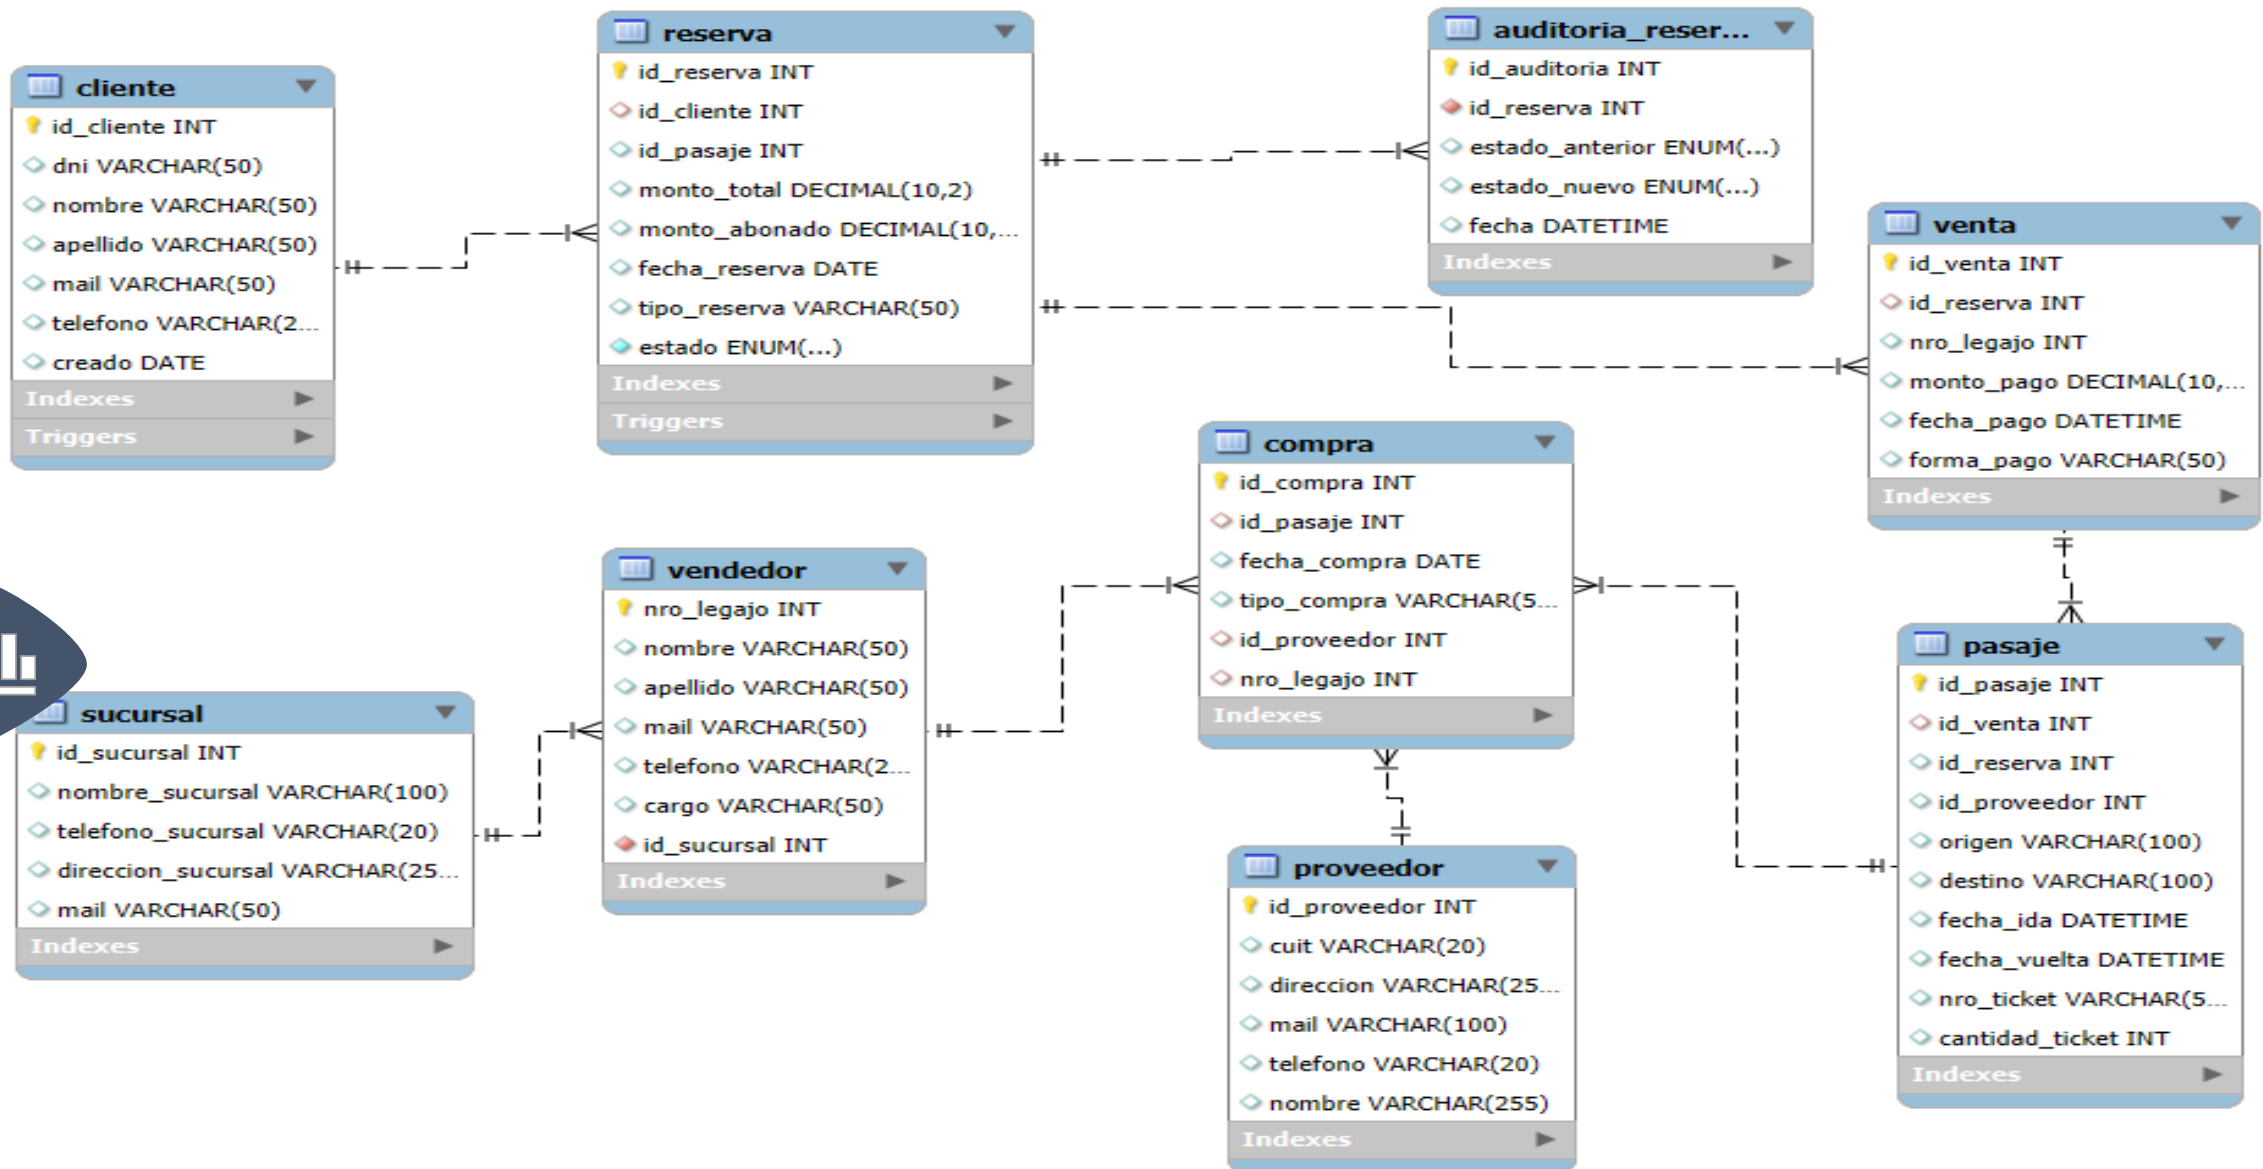 cliente
id_cliente INT
dni VARCHAR(50)
nombre VARCHAR(50)
apellido VARCHAR(50)
mail VARCHAR(50)
telefono VARCHAR(2...
creado DATE
Indexes
Triggers
reserva
id_reserva INT
id_cliente INT
id_pasaje INT
monto_total DECIMAL(10,2)
monto_abonado DECIMAL(10,...
fecha_reserva DATE
tipo_reserva VARCHAR(50)
estado ENUM(...)
Indexes
Triggers
auditoria_reser...
id_auditoria INT
id_reserva INT
estado_anterior ENUM(...)
estado_nuevo ENUM(...)
fecha DATETIME
Indexes
venta
id_venta INT
id_reserva INT
nro_legajo INT
monto_pago DECIMAL(10,...
fecha_pago DATETIME
forma_pago VARCHAR(50)
Indexes
sucursal
id_sucursal INT
nombre_sucursal VARCHAR(100)
telefono_sucursal VARCHAR(20)
direccion_sucursal VARCHAR(25...
mail VARCHAR(50)
Indexes
vendedor
nro_legajo INT
nombre VARCHAR(50)
apellido VARCHAR(50)
mail VARCHAR(50)
telefono VARCHAR(2...
cargo VARCHAR(50)
id_sucursal INT
Indexes
compra
id_compra INT
id_pasaje INT
fecha_compra DATE
tipo_compra VARCHAR(5...
id_proveedor INT
nro_legajo INT
Indexes
proveedor
id_proveedor INT
cuit VARCHAR(20)
direccion VARCHAR(25...
mail VARCHAR(100)
telefono VARCHAR(20)
nombre VARCHAR(255)
Indexes
pasaje
id_pasaje INT
id_venta INT
id_reserva INT
id_proveedor INT
origen VARCHAR(100)
destino VARCHAR(100)
fecha_ida DATETIME
fecha_vuelta DATETIME
nro_ticket VARCHAR(5...
cantidad_ticket INT
Indexes